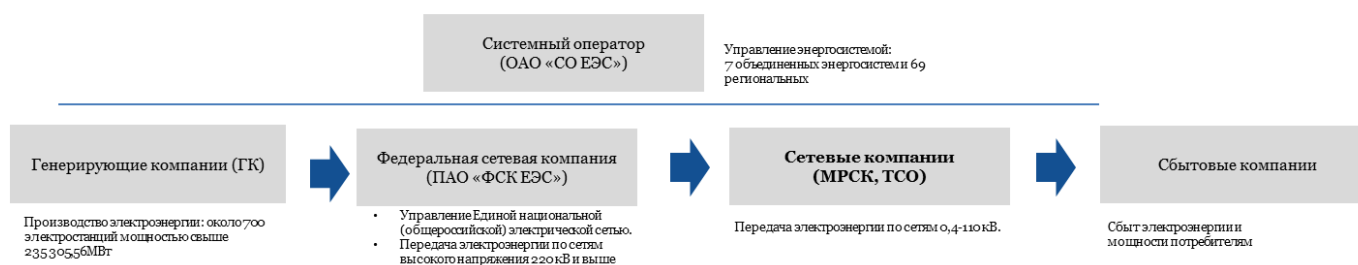 Системный оператор
(ОАО «СО ЕЭС»)
Управление энергосистемой:
7 объединенных энергосистем и 69
региональных
Генерирующие компании (ГК)
Федеральная сетевая компания
(ПАО «ФСК ЕЭС»)
Сетевые компании
(МРСК, ТСО)
Сбытовые компании
Производство электроэнергии: около 700
электростанций мощностью свыше
235 305,56МВт
• Управление Единой национальной
(общероссийской) электрической сетью.
• Передача электроэнергии по сетям
высокого напряжения 220 кВ и выше
Передача электроэнергии по сетям 0,4-110 кВ.
Сбыт электроэнергии и
мощности потребителям